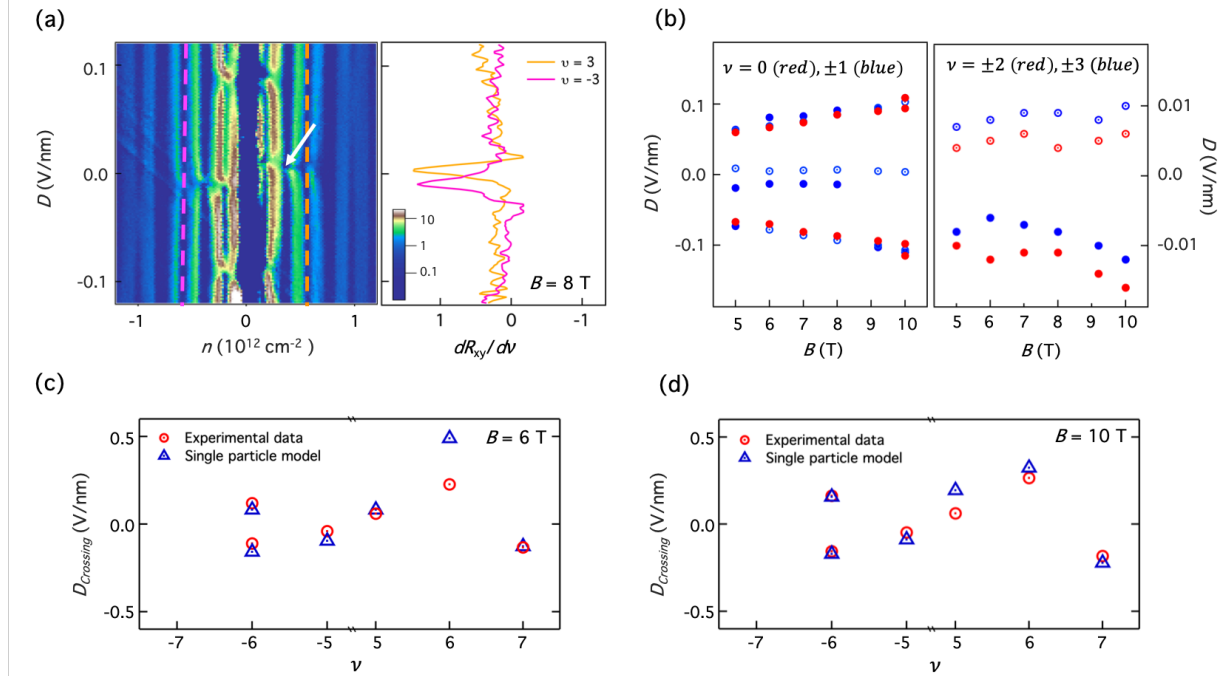 (a)
D (V/nm)
0.1
0.0
-0.1
10
1
0.1
-1
0
1
n (10¹² cm⁻²)
υ = 3
υ = -3
B = 8 T
1
0
-1
dRxy/dν
(b)
ν = 0 (red), ±1 (blue)
D (V/nm)
0.1
0.0
-0.1
5 6 7 8 9 10
B (T)
ν = ±2 (red), ±3 (blue)
0.01
0.00
-0.01
D (V/nm)
5 6 7 8 9 10
B (T)
(c)
Experimental data
Single particle model
B = 6 T
DCrossing (V/nm)
0.5
0.0
-0.5
-7 -6 -5 5 6 7
ν
(d)
Experimental data
Single particle model
B = 10 T
DCrossing (V/nm)
0.5
0.0
-0.5
-7 -6 -5 5 6 7
ν